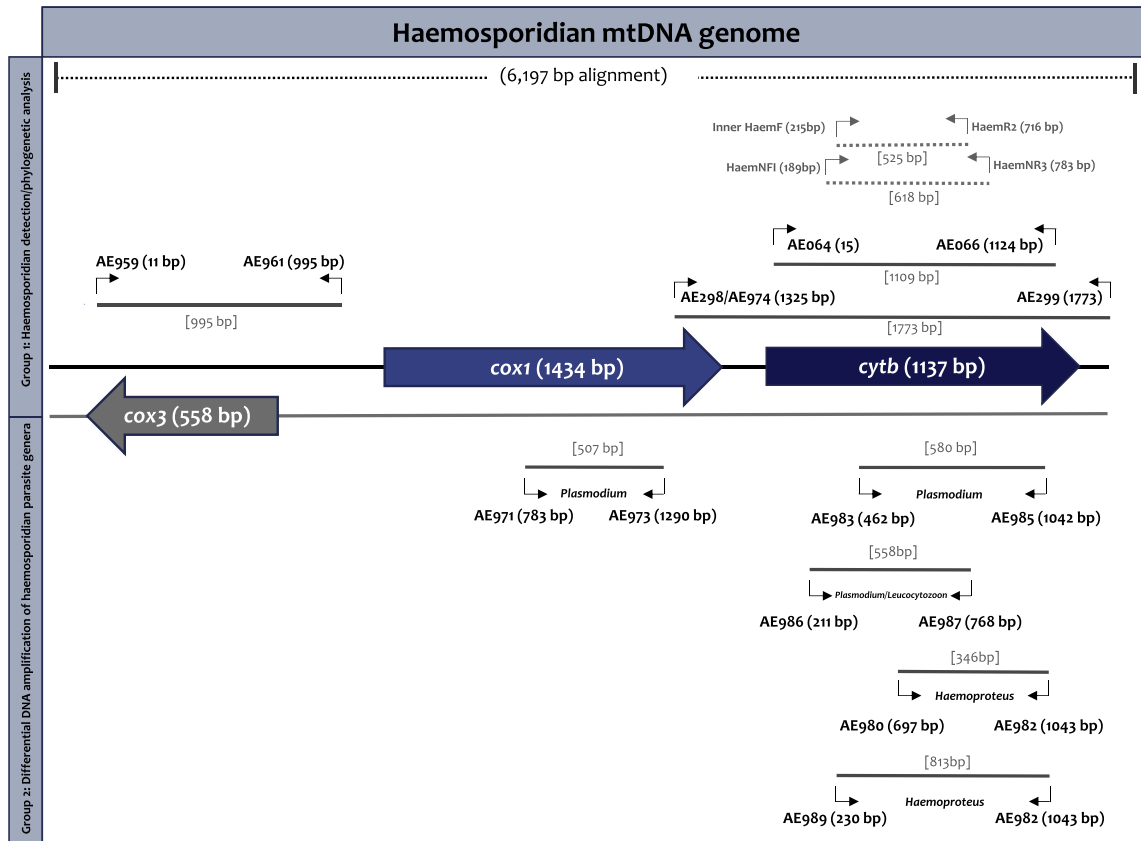 Haemosporidian mtDNA genome
Group 1: Haemosporidian detection/phylogenetic analysis
(6,197 bp alignment)
Inner HaemF (215bp)
HaemR2 (716 bp)
[525 bp]
HaemNFI (189bp)
HaemNR3 (783 bp)
[618 bp]
AE064 (15)
AE066 (1124 bp)
[1109 bp]
AE959 (11 bp)
AE961 (995 bp)
[995 bp]
AE298/AE974 (1325 bp)
AE299 (1773)
[1773 bp]
cox1 (1434 bp)
cytb (1137 bp)
cox3 (558 bp)
Group 2: Differential DNA amplification of haemosporidian parasite genera
[507 bp]
Plasmodium
AE971 (783 bp)
AE973 (1290 bp)
[580 bp]
Plasmodium
AE983 (462 bp)
AE985 (1042 bp)
[558bp]
Plasmodium/Leucocytozoon
AE986 (211 bp)
AE987 (768 bp)
[346bp]
Haemoproteus
AE980 (697 bp)
AE982 (1043 bp)
[813bp]
Haemoproteus
AE989 (230 bp)
AE982 (1043 bp)